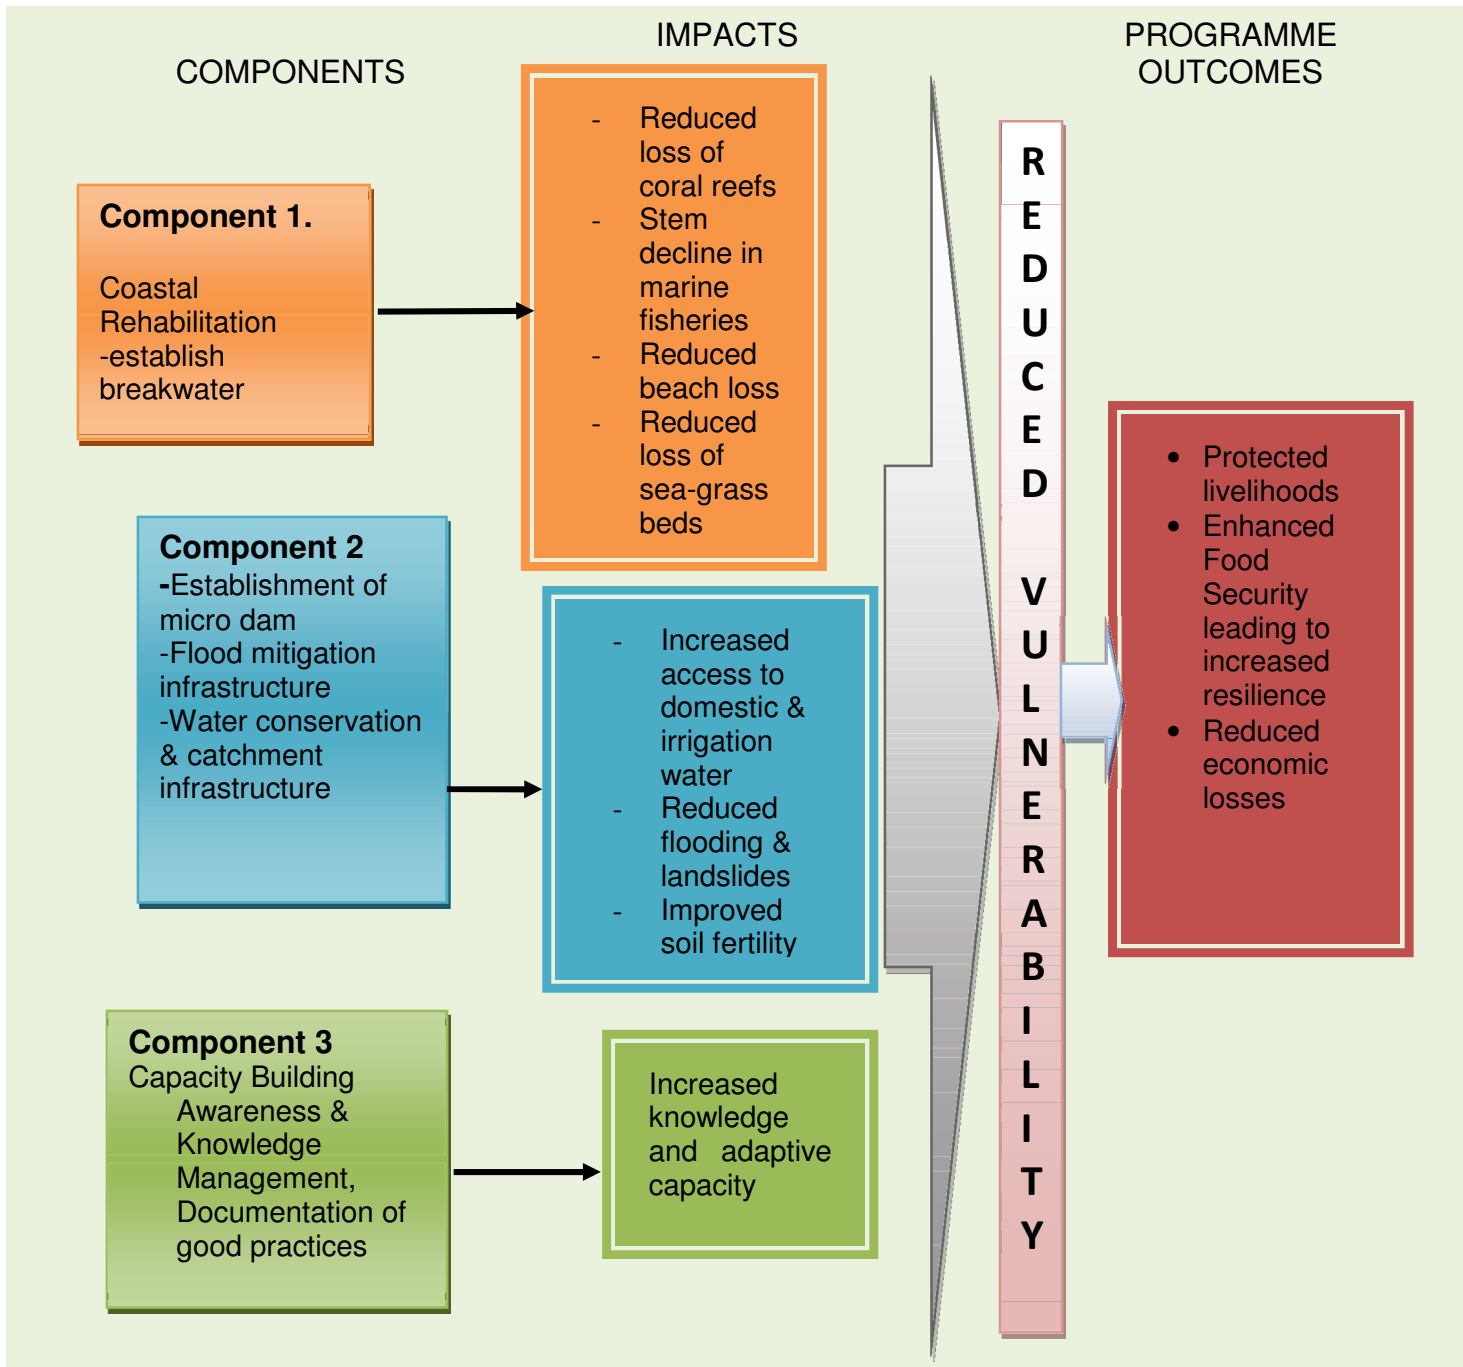 COMPONENTS
IMPACTS
PROGRAMME
OUTCOMES
Component 1.
Coastal
Rehabilitation
-establish
breakwater
- Reduced
loss of
coral reefs
- Stem
decline in
marine
fisheries
- Reduced
beach loss
- Reduced
loss of
sea-grass
beds
Component 2
-Establishment of
micro dam
-Flood mitigation
infrastructure
-Water conservation
& catchment
infrastructure
- Increased
access to
domestic &
irrigation
water
- Reduced
flooding &
landslides
- Improved
soil fertility
Component 3
Capacity Building
Awareness &
Knowledge
Management,
Documentation of
good practices
Increased
knowledge
and adaptive
capacity
REDUCED VULNERABILITY
• Protected
livelihoods
• Enhanced
Food
Security
leading to
increased
resilience
• Reduced
economic
losses